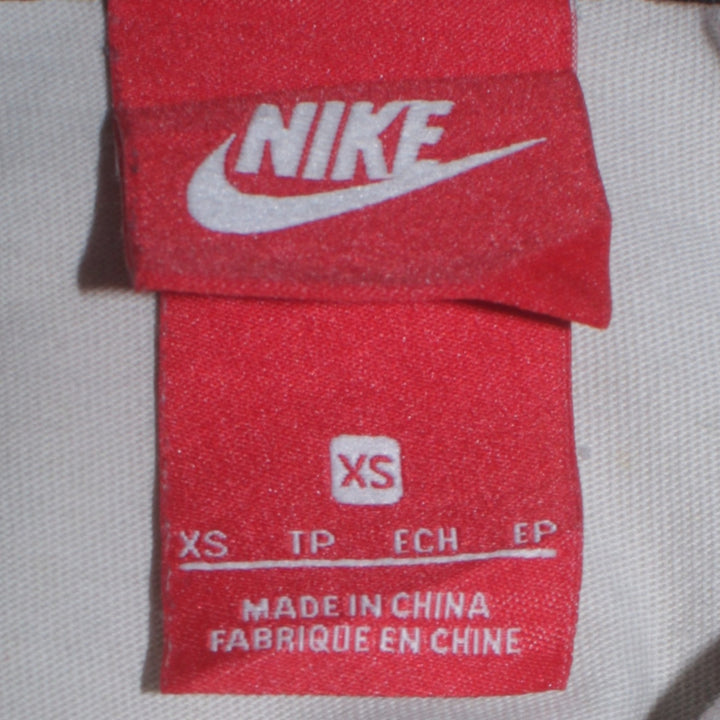 NIKE
XS
XS TP ECH EP
MADE IN CHINA
FABRIQUE EN CHINE